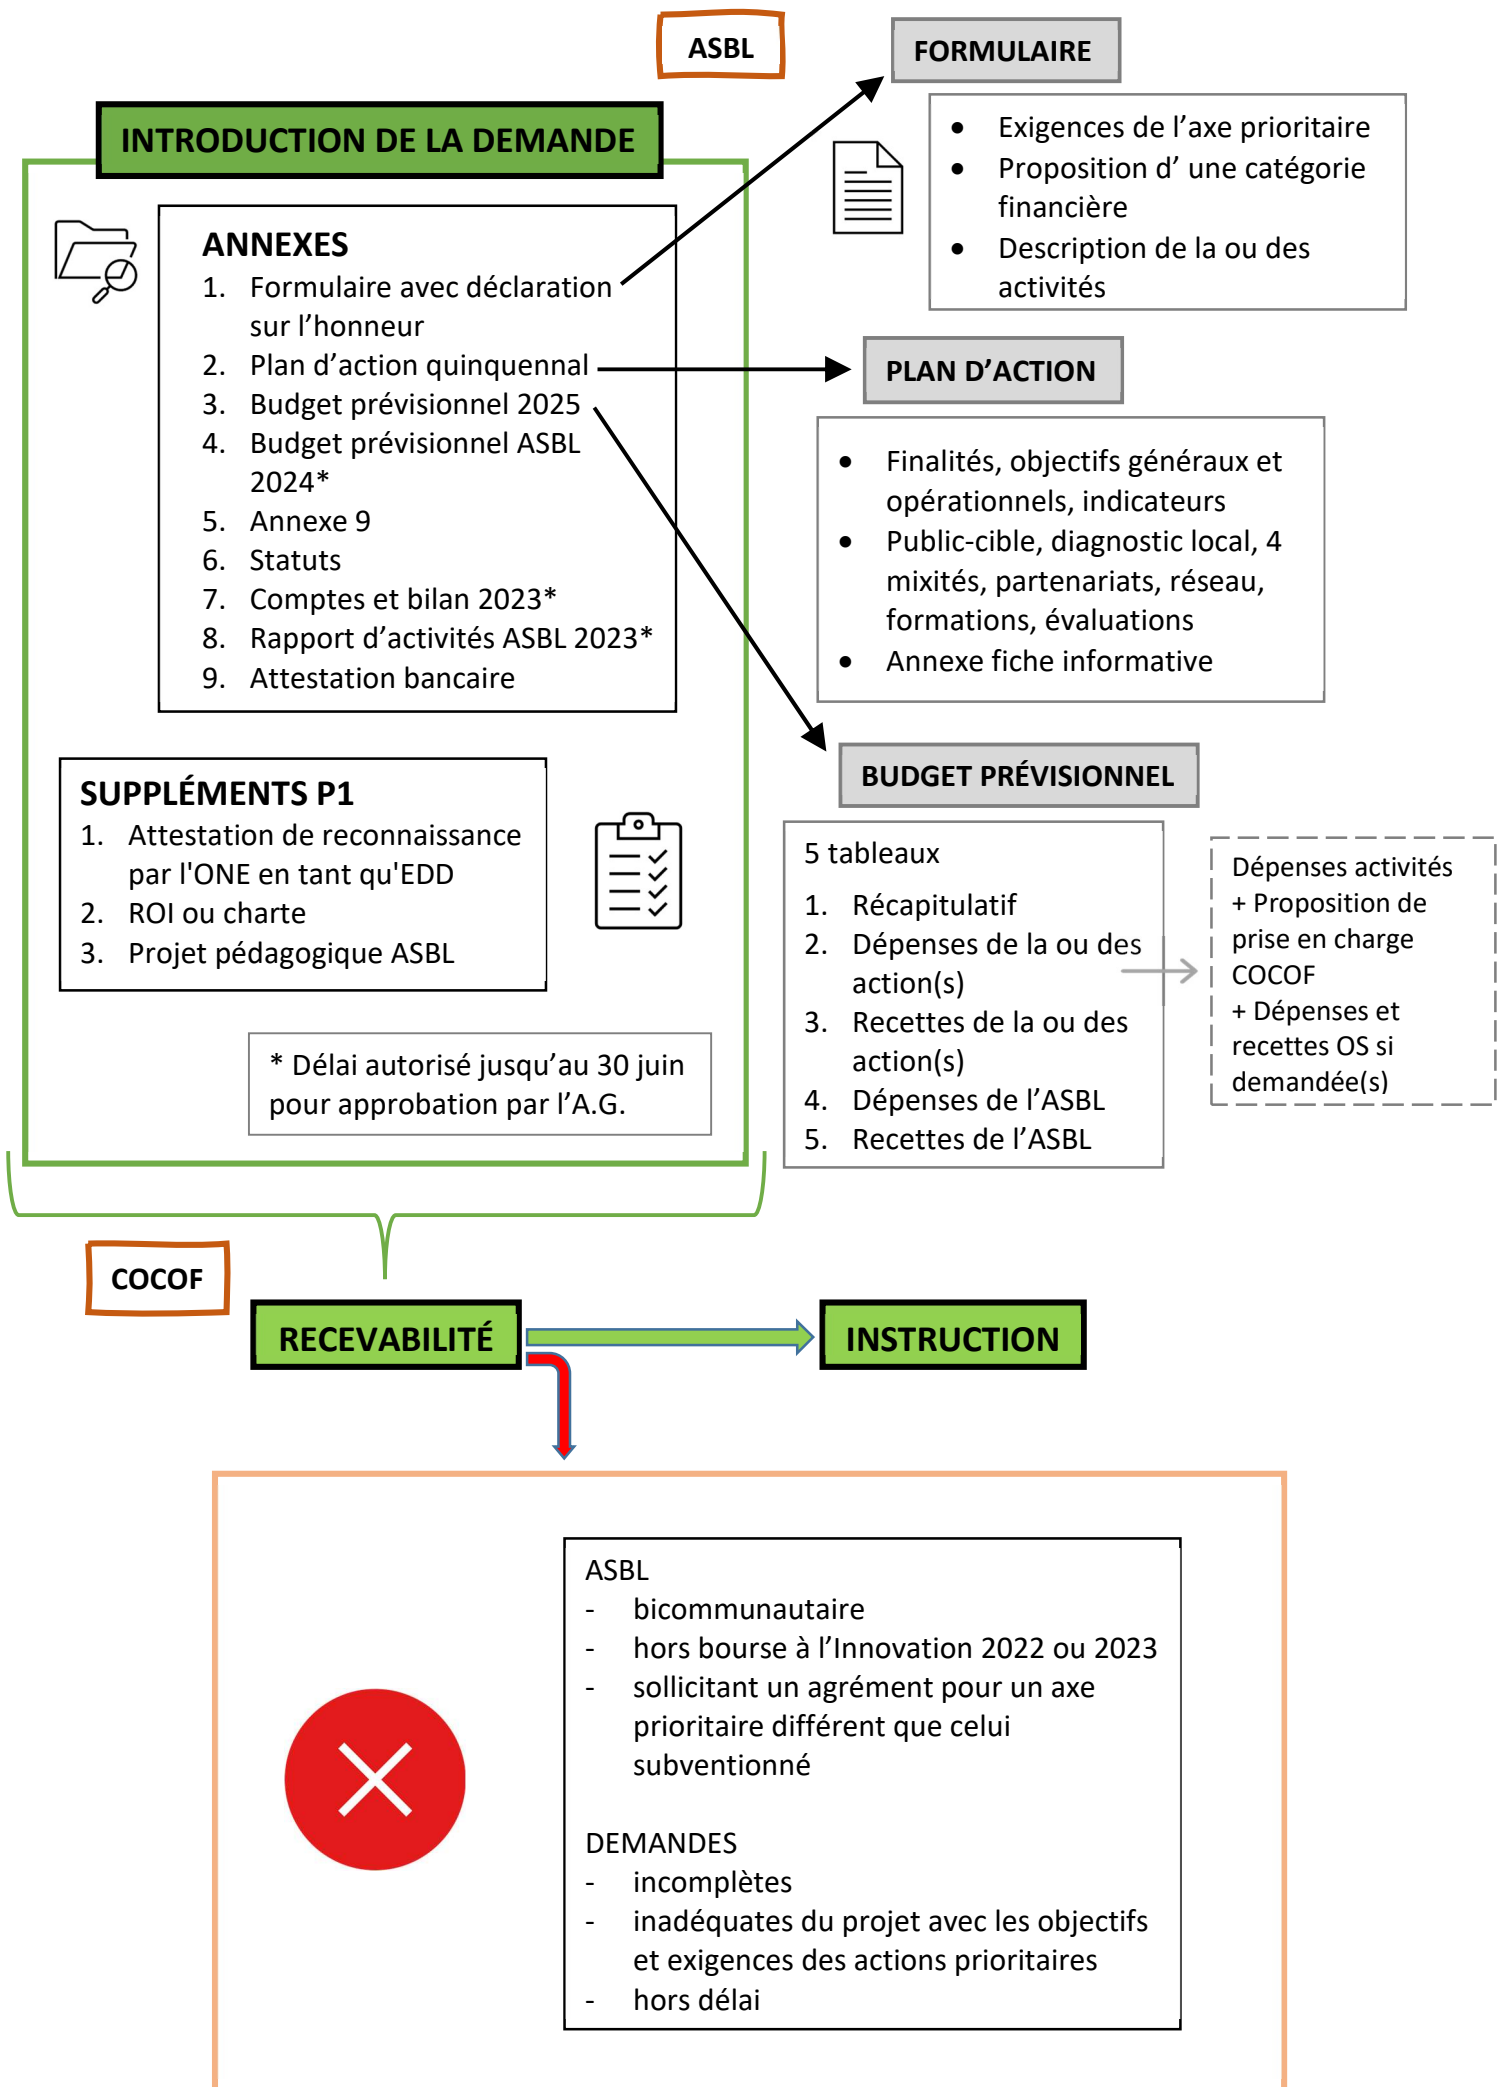 ASBL
FORMULAIRE
• Exigences de l’axe prioritaire
• Proposition d’ une catégorie
financière
• Description de la ou des
activités
INTRODUCTION DE LA DEMANDE
ANNEXES
1. Formulaire avec déclaration
sur l’honneur
2. Plan d’action quinquennal
3. Budget prévisionnel 2025
4. Budget prévisionnel ASBL
2024*
5. Annexe 9
6. Statuts
7. Comptes et bilan 2023*
8. Rapport d’activités ASBL 2023*
9. Attestation bancaire
PLAN D’ACTION
• Finalités, objectifs généraux et
opérationnels, indicateurs
• Public-cible, diagnostic local, 4
mixités, partenariats, réseau,
formations, évaluations
• Annexe fiche informative
SUPPLÉMENTS P1
1. Attestation de reconnaissance
par l'ONE en tant qu'EDD
2. ROI ou charte
3. Projet pédagogique ASBL
* Délai autorisé jusqu’au 30 juin
pour approbation par l’A.G.
BUDGET PRÉVISIONNEL
5 tableaux
1. Récapitulatif
2. Dépenses de la ou des
action(s)
3. Recettes de la ou des
action(s)
4. Dépenses de l’ASBL
5. Recettes de l’ASBL
Dépenses activités
+ Proposition de
prise en charge
COCOF
+ Dépenses et
recettes OS si
demandée(s)
COCOF
RECEVABILITÉ
INSTRUCTION
ASBL
- bicommunautaire
- hors bourse à l’Innovation 2022 ou 2023
- sollicitant un agrément pour un axe
prioritaire différent que celui
subventionné
DEMANDES
- incomplètes
- inadéquates du projet avec les objectifs
et exigences des actions prioritaires
- hors délai